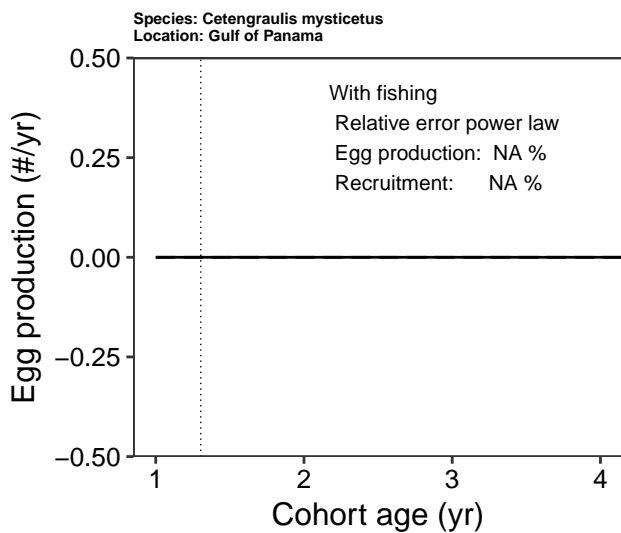 Species: Cetengraulis mysticetus
Location: Gulf of Panama
0.50
0.25
0.00
−0.25
−0.50
Egg production (#/yr)
With fishing
Relative error power law
Egg production: NA %
Recruitment: NA %
1 2 3 4
Cohort age (yr)